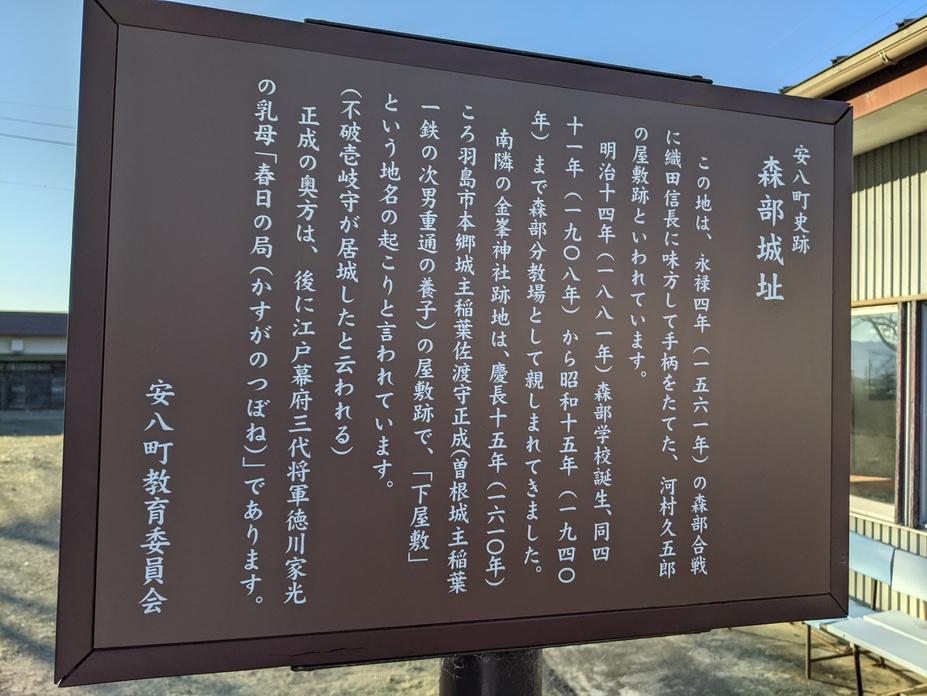 安八町史跡
森部城址
この地は、永禄四年（一五六一年）の森部合戦
に織田信長に味方して手柄をたてた、河村久五郎
の屋敷跡といわれています。
明治十四年（一八八一年）森部学校誕生、同四
十一年（一九〇八年）から昭和十五年（一九四〇
年）まで森部分教場として親しまれてきました。
南隣の金峯神社跡地は、慶長十五年（一六一〇年）
ころ羽島市本郷城主稲葉佐渡守正成（曽根城主稲葉
一鉄の次男重通の養子）の屋敷跡で、「下屋敷」
という地名の起こりと言われています。
（不破壱岐守が居城したと云われる）
正成の奥方は、後に江戸幕府三代将軍徳川家光
の乳母「春日の局（かすがのつぼね）」であります。
安八町教育委員会